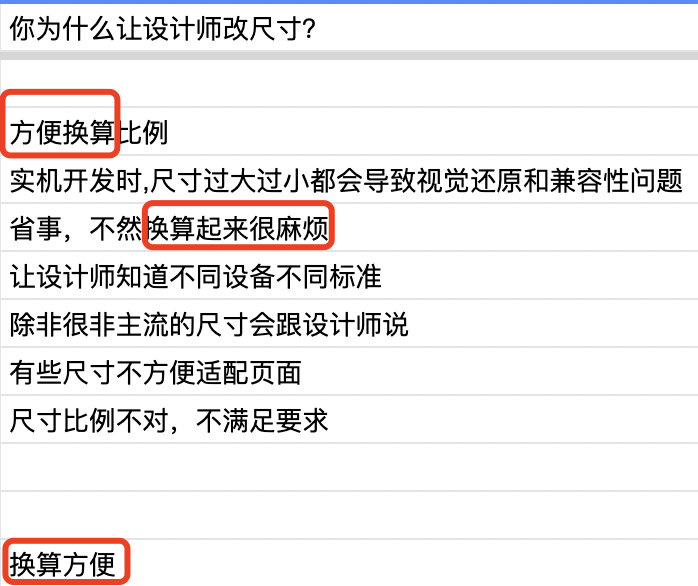 你为什么让设计师改尺寸？
方便换算比例
实机开发时,尺寸过大过小都会导致视觉还原和兼容性问题
省事，不然换算起来很麻烦
让设计师知道不同设备不同标准
除非很非主流的尺寸会跟设计师说
有些尺寸不方便适配页面
尺寸比例不对，不满足要求
换算方便